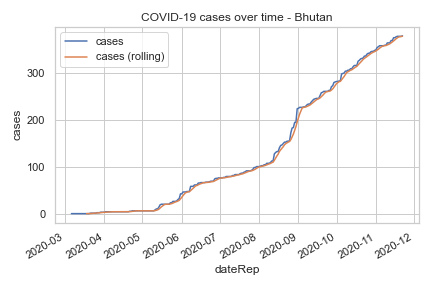 COVID-19 cases over time - Bhutan
cases
cases (rolling)
300
200
100
0
cases
2020-03
2020-04
2020-05
2020-06
2020-07
2020-08
2020-09
2020-10
2020-11
2020-12
dateRep